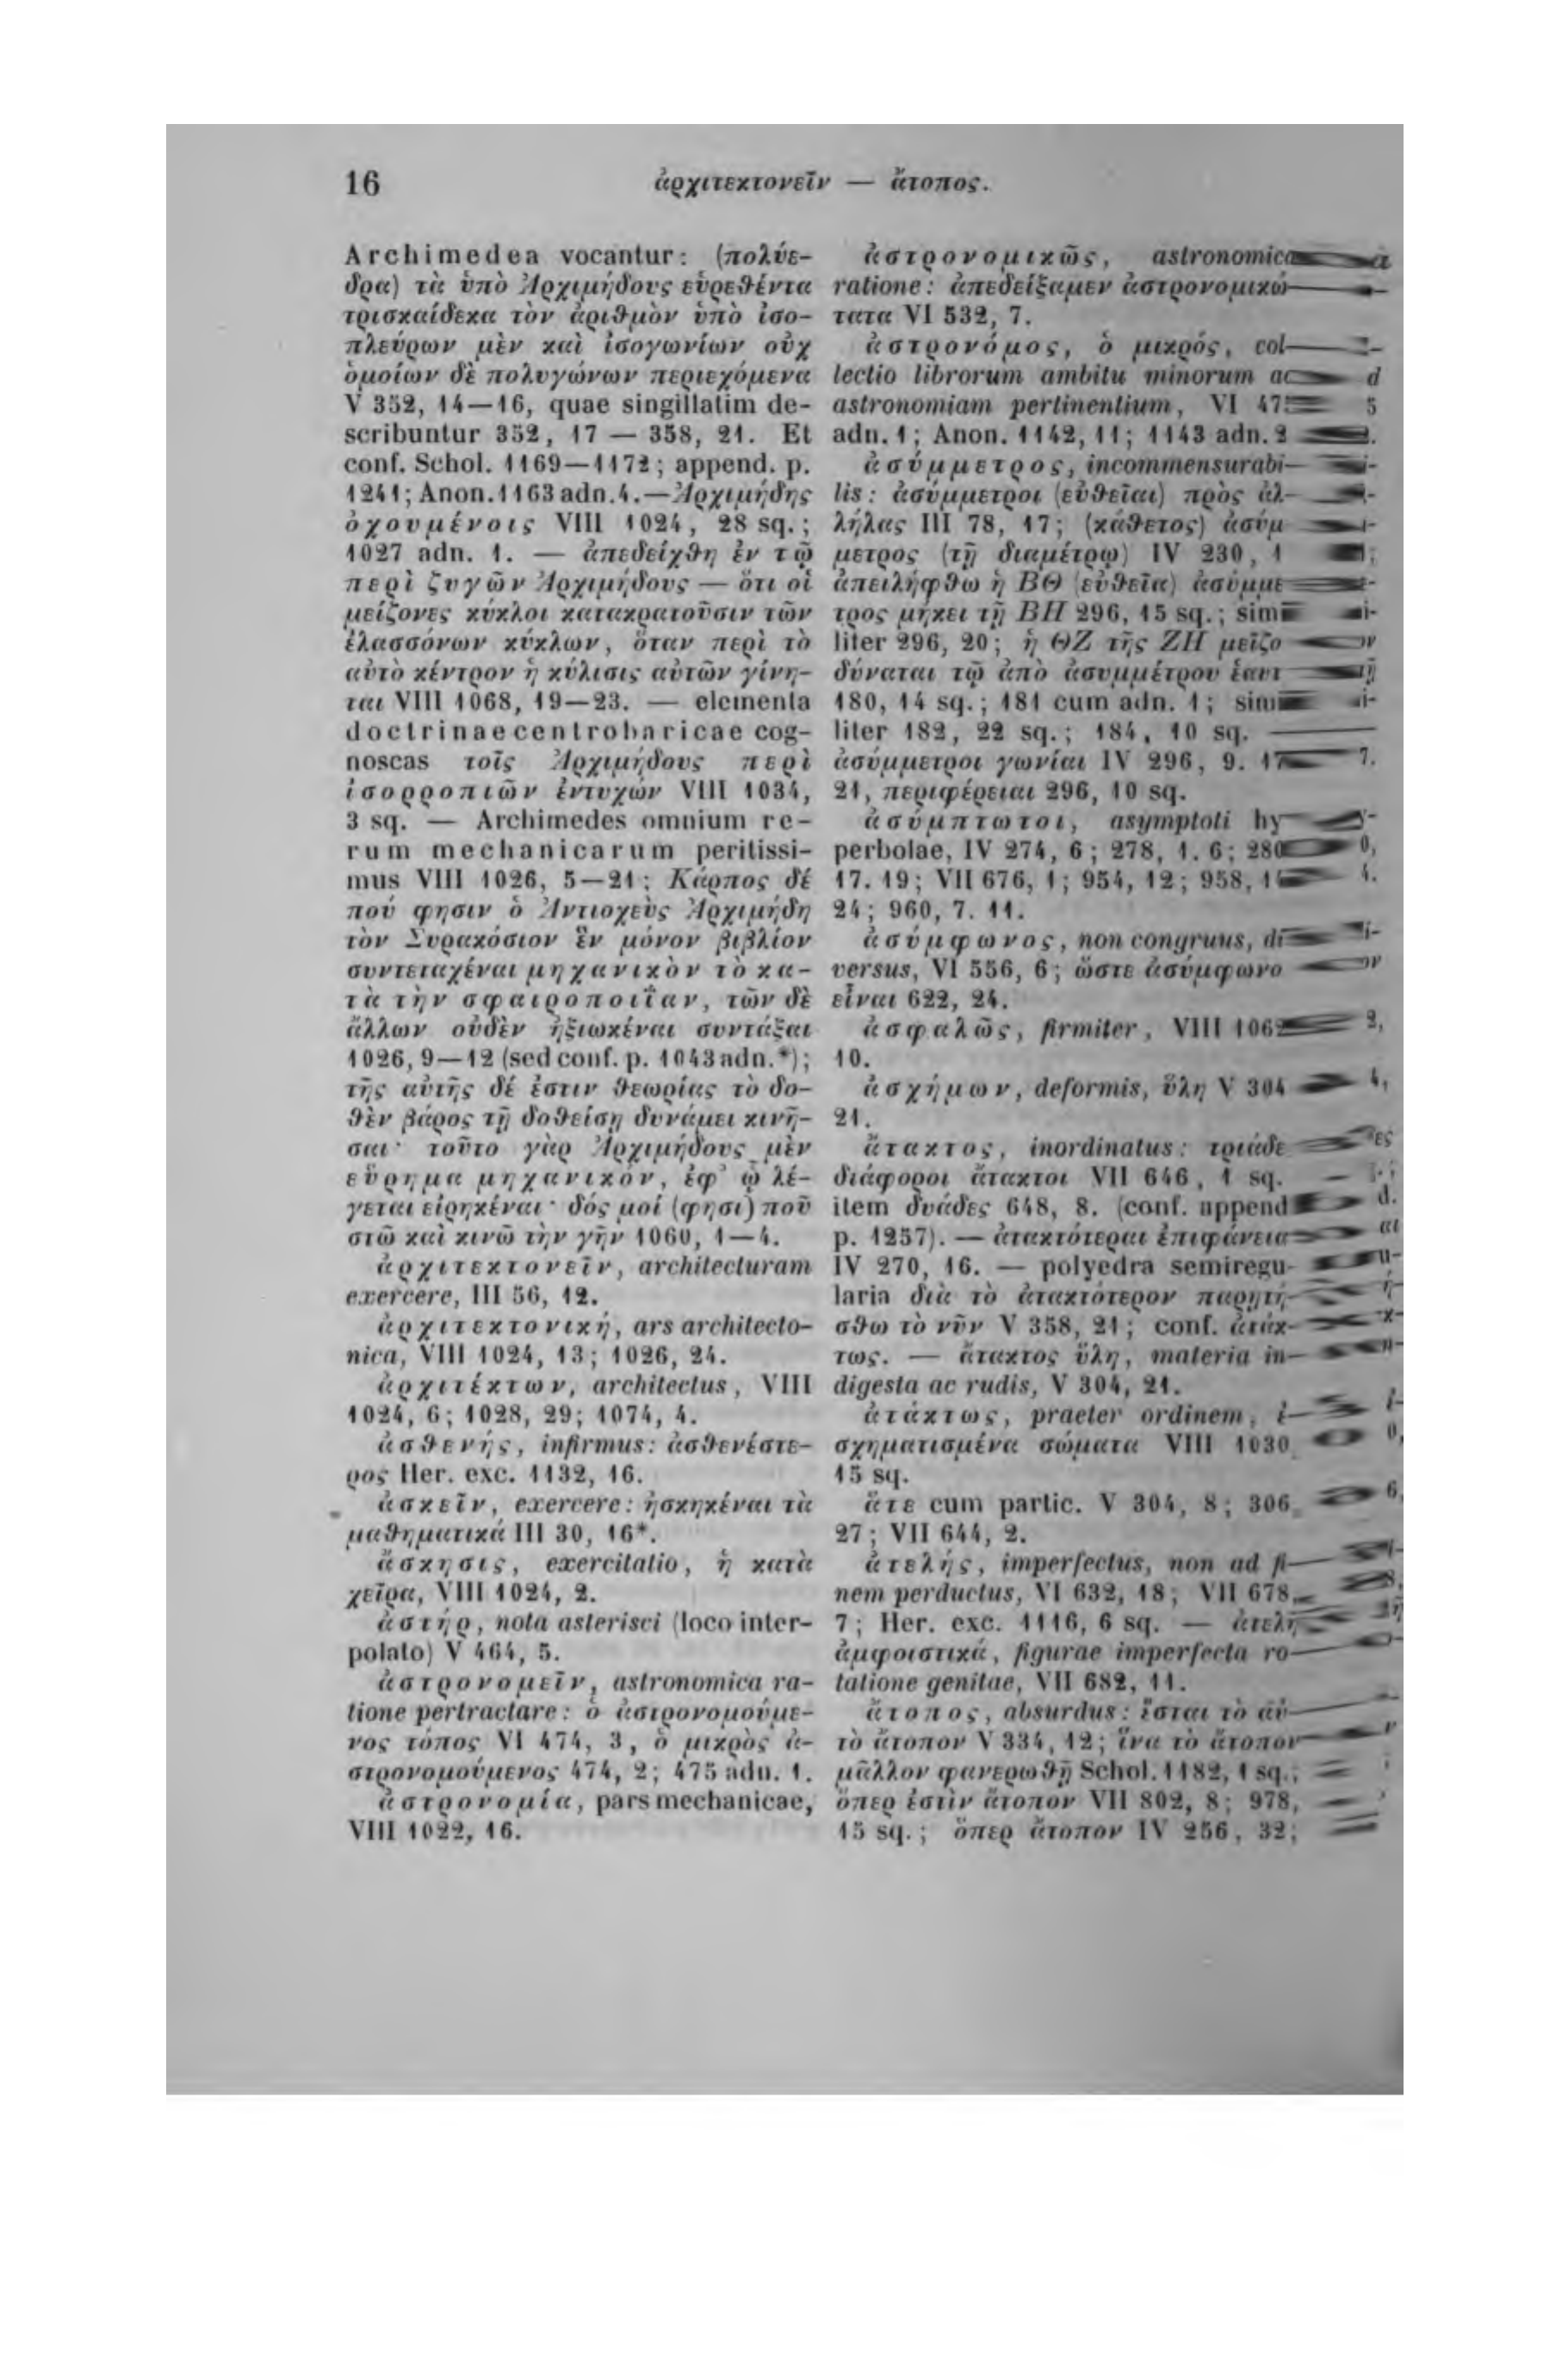 16
ἀρχιτεκτονεῖν — ἄτοπος.
Archimedea vocantur: (πολύε-
δρα) τὰ ὑπὸ Ἀρχιμήδους εὑρεθέντα
τρισκαίδεκα τὸν ἀριθμὸν ὑπὸ ἰσο-
πλεύρων μὲν καὶ ἰσογωνίων οὐχ
ὁμοίων δὲ πολυγώνων περιεχόμενα
V 352, 14—16, quae singillatim de-
scribuntur 352, 17 — 358, 21. Et
conf. Schol. 1169—1172; append. p.
1241; Anon. 1163 adn. 4. — Ἀρχιμήδης
ὀχουμένοις VIII 1024, 28 sq.;
1027 adn. 1. — ἀπεδείχθη ἐν τῷ
περὶ ζυγῶν Ἀρχιμήδους — ὅτι οἱ
μείζονες κύκλοι κατακρατοῦσιν τῶν
ἐλασσόνων κύκλων, ὅταν περὶ τὸ
αὐτὸ κέντρον ἡ κύλισις αὐτῶν γίνη-
ται VIII 1068, 19—23. — elementa
doctrinae centrobaricae cog-
noscas τοῖς Ἀρχιμήδους περὶ
ἰσορροπιῶν ἐντυχών VIII 1034,
3 sq. — Archimedes omnium re-
rum mechanicarum peritissi-
mus VIII 1026, 5—21; Κάρπος δέ
πού φησιν ὁ Ἀντιοχεὺς Ἀρχιμήδη
τὸν Συρακόσιον ἓν μόνον βιβλίον
συντεταχέναι μηχανικὸν τὸ κα-
τὰ τὴν σφαιροποιΐαν, τῶν δὲ
ἄλλων οὐδὲν ἠξιωκέναι συντάξαι
1026, 9—12 (sed conf. p. 1043 adn.*);
τῆς αὐτῆς δέ ἐστιν θεωρίας τὸ δο-
θὲν βάρος τῇ δοθείσῃ δυνάμει κινῆ-
σαι· τοῦτο γὰρ Ἀρχιμήδους μὲν
εὕρημα μηχανικόν, ἐφ᾽ ᾧ λέ-
γεται εἰρηκέναι· δός μοί (φησι) ποῦ
στῶ καὶ κινῶ τὴν γῆν 1060, 1—4.
ἀρχιτεκτονεῖν, architecturam
exercere, III 56, 12.
ἀρχιτεκτονική, ars architecto-
nica, VIII 1024, 13; 1026, 24.
ἀρχιτέκτων, architectus, VIII
1024, 6; 1028, 29; 1074, 4.
ἀσθενής, infirmus: ἀσθενέστε-
ρος Her. exc. 1132, 16.
ἀσκεῖν, exercere: ἠσκηκέναι τὰ
μαθηματικά III 30, 16*.
ἄσκησις, exercitatio, ἡ κατὰ
χεῖρα, VIII 1024, 2.
ἀστήρ, nota asterisci (loco inter-
polato) V 464, 5.
ἀστρονομεῖν, astronomica ra-
tione pertractare: ὁ ἀστρονομούμε-
νος τόπος VI 474, 3, ὁ μικρὸς ἀ-
στρονομούμενος 474, 2; 475 adn. 1.
ἀστρονομία, pars mechanicae,
VIII 1022, 16.
ἀστρονομικῶς, astronomica
ratione: ἀπεδείξαμεν ἀστρονομικώ-
τατα VI 532, 7.
ἀστρονόμος, ὁ μικρός, col-
lectio librorum ambitu minorum ad
astronomiam pertinentium, VI 475
adn. 1; Anon. 1142, 11; 1143 adn. 2.
ἀσύμμετρος, incommensurabi-
lis: ἀσύμμετροι (εὐθεῖαι) πρὸς ἀλ-
λήλας III 78, 17; (κάθετος) ἀσύμ-
μετρος (τῇ διαμέτρῳ) IV 230, 1;
ἀπειλήφθω ἡ ΒΘ (εὐθεῖα) ἀσύμμε-
τρος μήκει τῇ ΒΗ 296, 15 sq.; simi-
liter 296, 20; ἡ ΘΖ τῆς ΖΗ μεῖζον
δύναται τῷ ἀπὸ ἀσυμμέτρου ἑαυτῇ
180, 14 sq.; 181 cum adn. 1; simi-
liter 182, 22 sq.; 184, 10 sq. —
ἀσύμμετροι γωνίαι IV 296, 9. 17.
21, περιφέρειαι 296, 10 sq.
ἀσύμπτωτοι, asymptoti hy-
perbolae, IV 274, 6; 278, 1. 6; 280,
17. 19; VII 676, 1; 954, 12; 958, 14.
24; 960, 7. 11.
ἀσύμφωνος, non congruus, di-
versus, VI 556, 6; ὥστε ἀσύμφωνον
εἶναι 622, 24.
ἀσφαλῶς, firmiter, VIII 1062,
10.
ἀσχήμων, deformis, ὕλη V 304,
21.
ἄτακτος, inordinatus: τριάδες
διάφοροι ἄτακτοι VII 646, 1 sq.;
item δυάδες 648, 8. (conf. append.
p. 1257). — ἀτακτότεραι ἐπιφάνειαι
IV 270, 16. — polyedra semiregu-
laria διὰ τὸ ἀτακτότερον παρῃτή-
σθω τὸ νῦν V 358, 21; conf. ἀτάκ-
τως. — ἄτακτος ὕλη, materia in-
digesta ac rudis, V 304, 21.
ἀτάκτως, praeter ordinem, ἐ-
σχηματισμένα σώματα VIII 1030,
15 sq.
ἅτε cum partic. V 304, 8; 306,
27; VII 644, 2.
ἀτελής, imperfectus, non ad fi-
nem perductus, VI 632, 18; VII 678,
7; Her. exc. 1116, 6 sq. — ἀτελῆ
ἀμφοιστικά, figurae imperfecta ro-
tatione genitae, VII 682, 11.
ἄτοπος, absurdus: ἔσται τὸ αὐ-
τὸ ἄτοπον V 334, 12; ἵνα τὸ ἄτοπον
μᾶλλον φανερωθῇ Schol. 1182, 1 sq.;
ὅπερ ἐστὶν ἄτοπον VII 802, 8; 978,
15 sq.; ὅπερ ἄτοπον IV 256, 32;